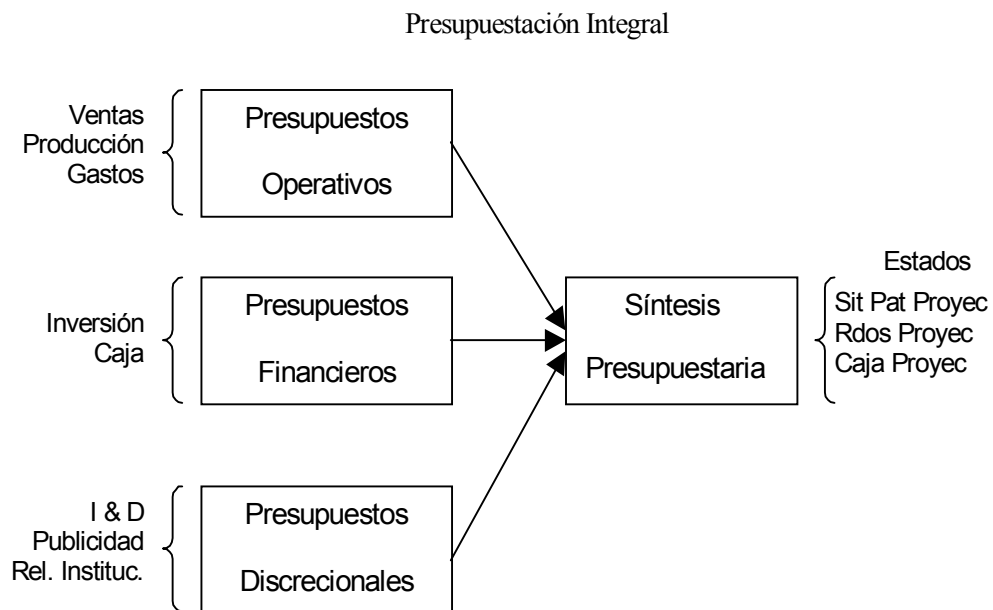 Presupuestación Integral
Ventas
Producción
Gastos
Presupuestos
Operativos
Inversión
Caja
Presupuestos
Financieros
I & D
Publicidad
Rel. Instituc.
Presupuestos
Discrecionales
Síntesis
Presupuestaria
Estados
Sit Pat Proyec
Rdos Proyec
Caja Proyec